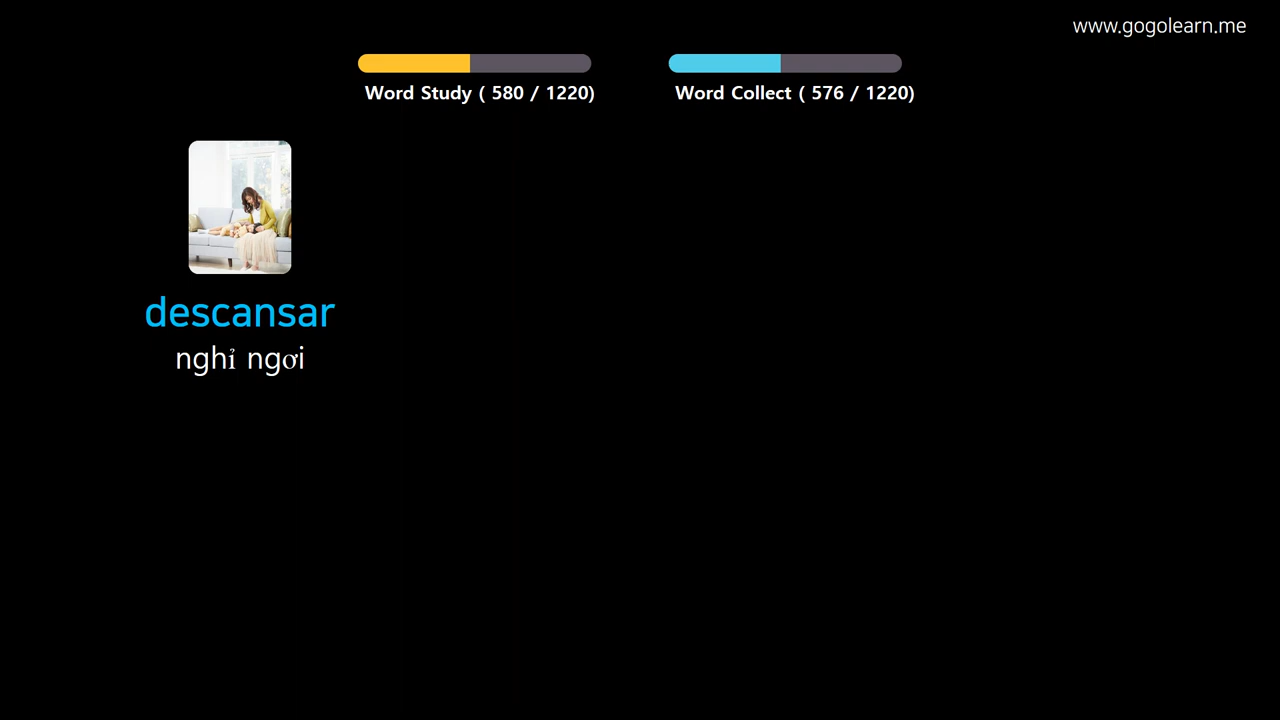 www.gogolearn.me
Word Study ( 580 / 1220)
Word Collect ( 576 / 1220)
descansar
nghỉ ngơi